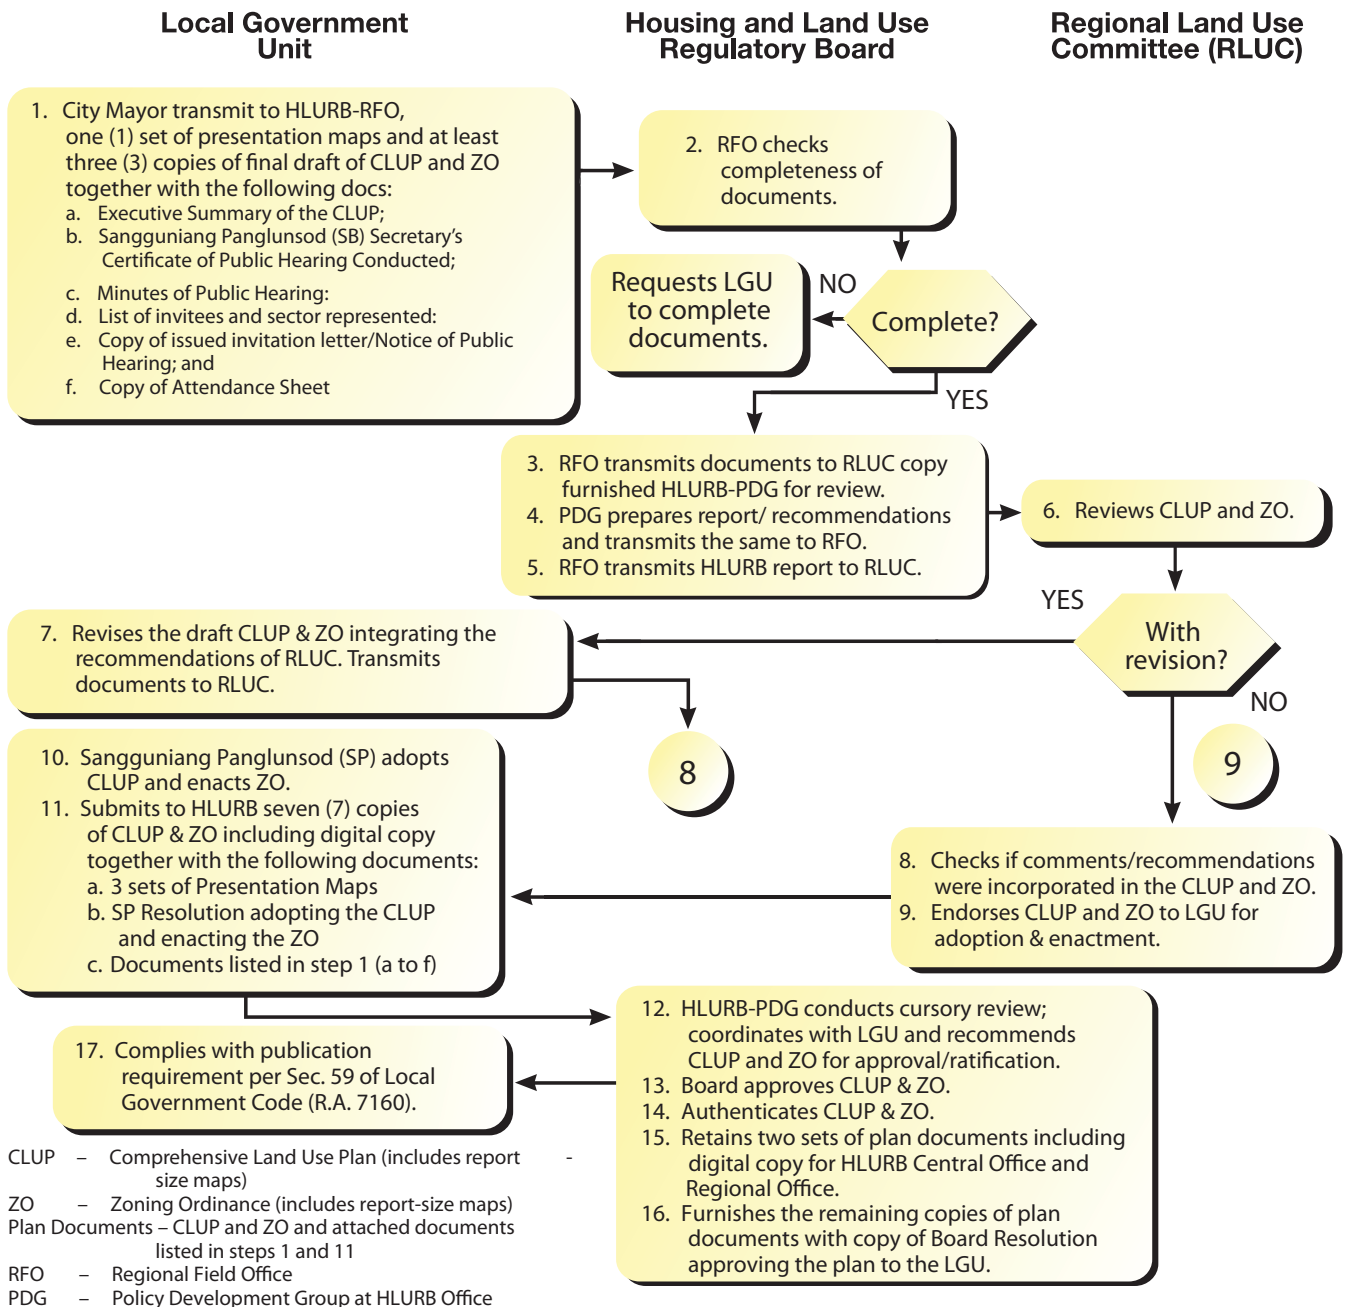 Local Government
Unit
Housing and Land Use
Regulatory Board
Regional Land Use
Committee (RLUC)
1. City Mayor transmit to HLURB-RFO,
one (1) set of presentation maps and at least
three (3) copies of final draft of CLUP and ZO
together with the following docs:
a. Executive Summary of the CLUP;
b. Sangguniang Panglunsod (SB) Secretary's
Certificate of Public Hearing Conducted;
c. Minutes of Public Hearing:
d. List of invitees and sector represented:
e. Copy of issued invitation letter/Notice of Public
Hearing; and
f. Copy of Attendance Sheet
2. RFO checks
completeness of
documents.
Complete?
NO
Requests LGU
to complete
documents.
YES
3. RFO transmits documents to RLUC copy
furnished HLURB-PDG for review.
4. PDG prepares report/ recommendations
and transmits the same to RFO.
5. RFO transmits HLURB report to RLUC.
6. Reviews CLUP and ZO.
With
revision?
YES
NO
7. Revises the draft CLUP & ZO integrating the
recommendations of RLUC. Transmits
documents to RLUC.
8
9
8. Checks if comments/recommendations
were incorporated in the CLUP and ZO.
9. Endorses CLUP and ZO to LGU for
adoption & enactment.
10. Sangguniang Panglunsod (SP) adopts
CLUP and enacts ZO.
11. Submits to HLURB seven (7) copies
of CLUP & ZO including digital copy
together with the following documents:
a. 3 sets of Presentation Maps
b. SP Resolution adopting the CLUP
and enacting the ZO
c. Documents listed in step 1 (a to f)
12. HLURB-PDG conducts cursory review;
coordinates with LGU and recommends
CLUP and ZO for approval/ratification.
13. Board approves CLUP & ZO.
14. Authenticates CLUP & ZO.
15. Retains two sets of plan documents including
digital copy for HLURB Central Office and
Regional Office.
16. Furnishes the remaining copies of plan
documents with copy of Board Resolution
approving the plan to the LGU.
17. Complies with publication
requirement per Sec. 59 of Local
Government Code (R.A. 7160).
CLUP – Comprehensive Land Use Plan (includes report -
size maps)
ZO – Zoning Ordinance (includes report-size maps)
Plan Documents – CLUP and ZO and attached documents
listed in steps 1 and 11
RFO – Regional Field Office
PDG – Policy Development Group at HLURB Office